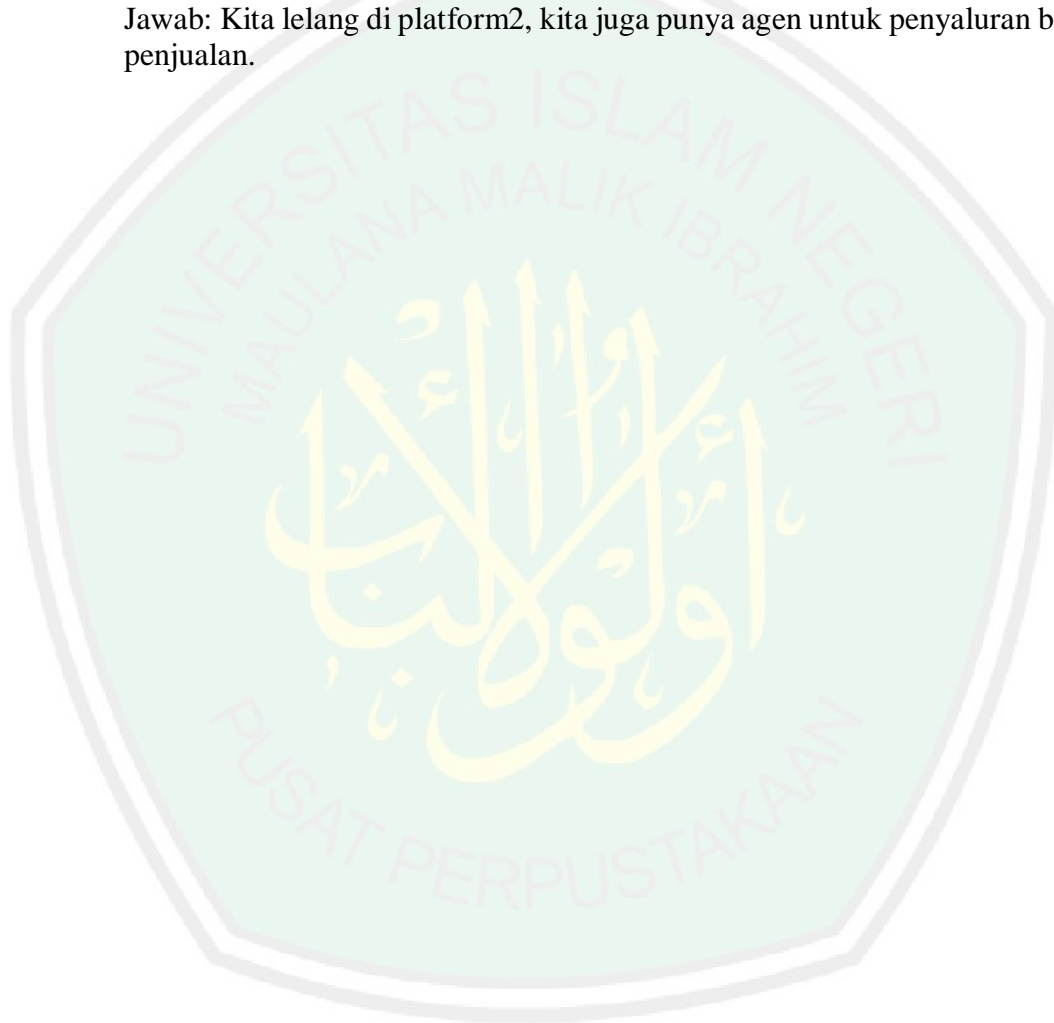 Jawab: Kita lelang di platform2, kita juga punya agen untuk penyaluran
penjualan.
UNIVERSITAS ISLAM NEGERI
MAULANA MALIK IBRAHIM
أولوا الألباب
PUSAT PERPUSTAKAAN